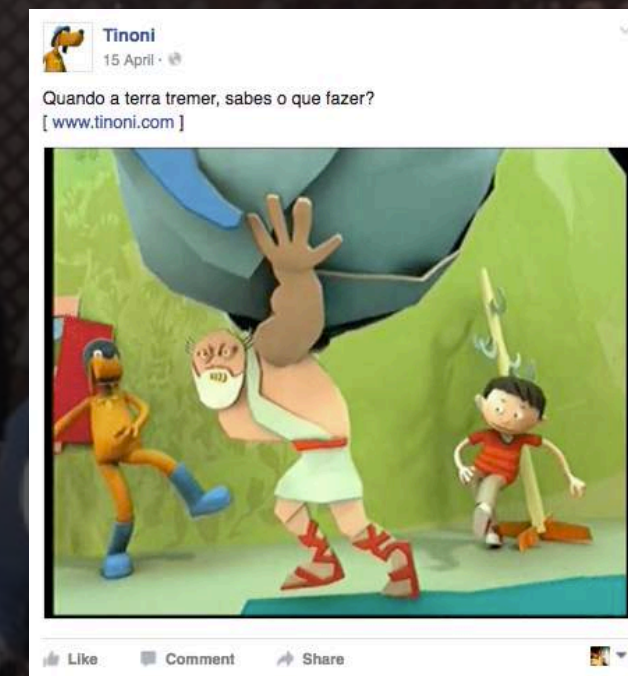 Tinoni
15 April ·
Quando a terra tremer, sabes o que fazer?
[ www.tinoni.com ]
Like Comment Share